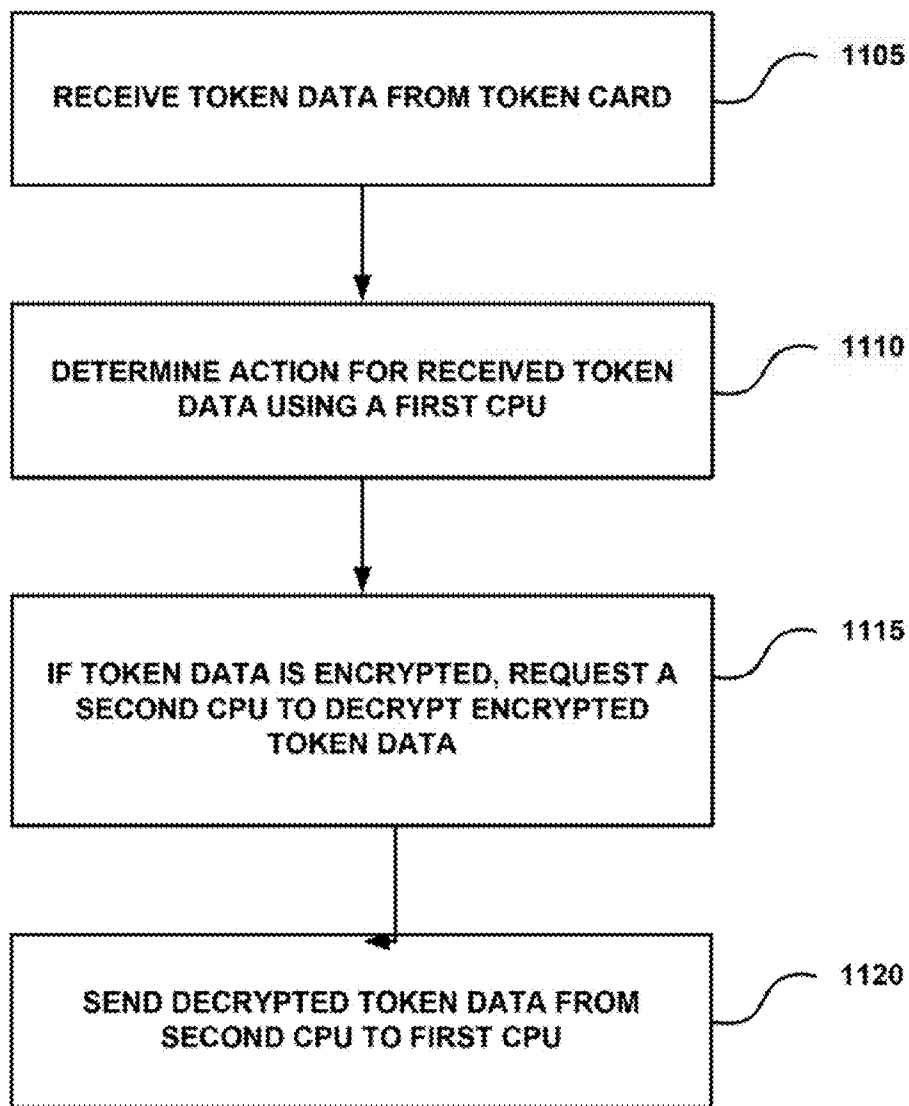 RECEIVE TOKEN DATA FROM TOKEN CARD
1105
DETERMINE ACTION FOR RECEIVED TOKEN
DATA USING A FIRST CPU
1110
IF TOKEN DATA IS ENCRYPTED, REQUEST A
SECOND CPU TO DECRYPT ENCRYPTED
TOKEN DATA
1115
SEND DECRYPTED TOKEN DATA FROM
SECOND CPU TO FIRST CPU
1120